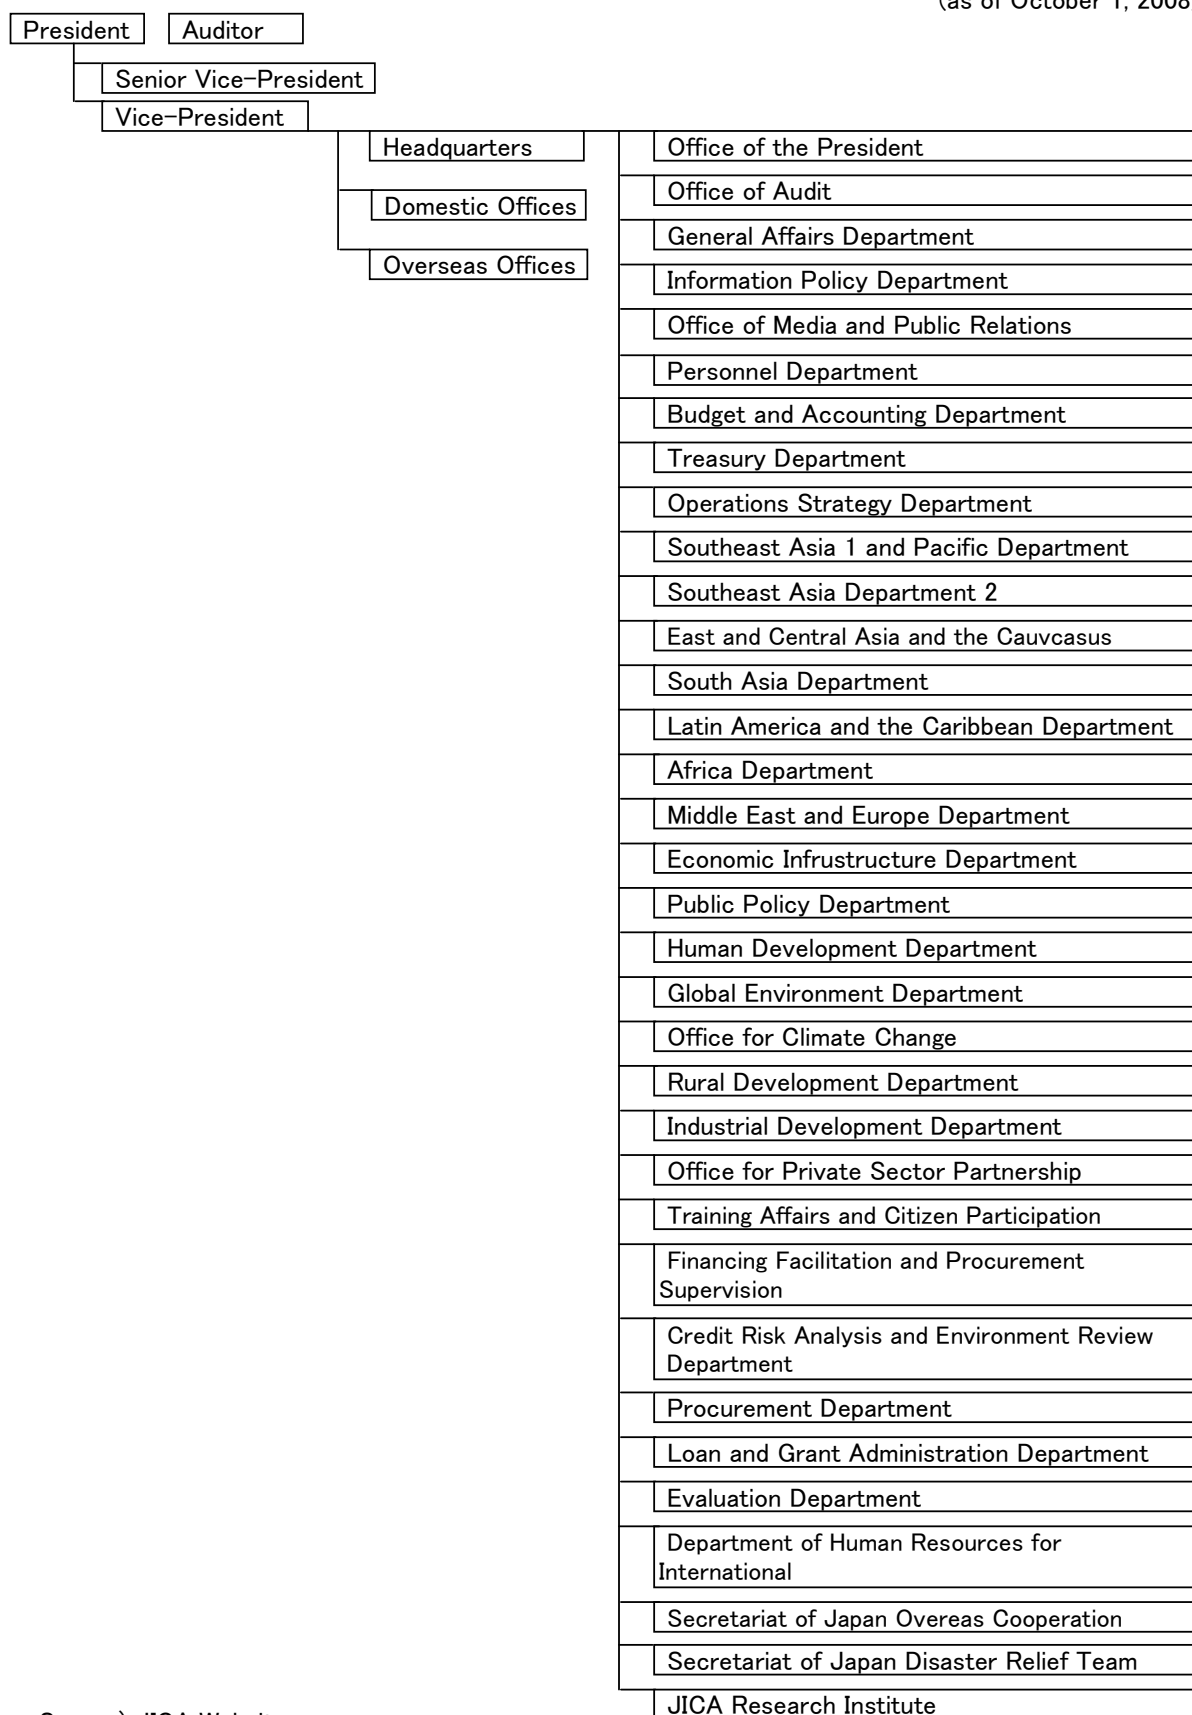 (as of October 1, 2008
President
Auditor
Senior Vice-President
Vice-President
Headquarters
Domestic Offices
Overseas Offices
Office of the President
Office of Audit
General Affairs Department
Information Policy Department
Office of Media and Public Relations
Personnel Department
Budget and Accounting Department
Treasury Department
Operations Strategy Department
Southeast Asia 1 and Pacific Department
Southeast Asia Department 2
East and Central Asia and the Cauvcasus
South Asia Department
Latin America and the Caribbean Department
Africa Department
Middle East and Europe Department
Economic Infrustructure Department
Public Policy Department
Human Development Department
Global Environment Department
Office for Climate Change
Rural Development Department
Industrial Development Department
Office for Private Sector Partnership
Training Affairs and Citizen Participation
Financing Facilitation and Procurement
Supervision
Credit Risk Analysis and Environment Review
Department
Procurement Department
Loan and Grant Administration Department
Evaluation Department
Department of Human Resources for
International
Secretariat of Japan Overeas Cooperation
Secretariat of Japan Disaster Relief Team
JICA Research Institute
JICA